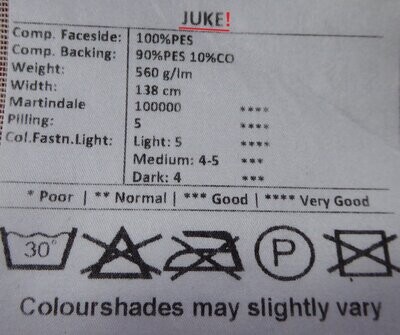 JUKE!
Comp. Faceside: 100%PES
Comp. Backing: 90%PES 10%CO
Weight: 560 g/lm
Width: 138 cm
Martindale 100000 ****
Pilling: 5 ****
Col.Fastn.Light: Light: 5 ***
Medium: 4-5 ***
Dark: 4 ***
* Poor | ** Normal | *** Good | **** Very Good
30° P
Colourshades may slightly vary